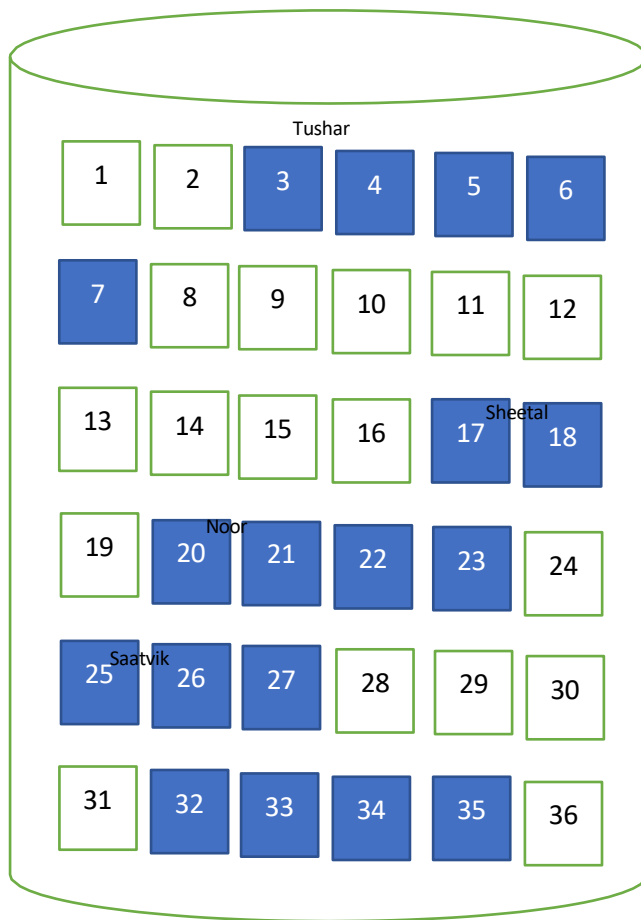 Tushar
1 2 3 4 5 6
7 8 9 10 11 12
13 14 15 16 17 Sheetal 18
19 20 Noor 21 22 23 24
25 Saatvik 26 27 28 29 30
31 32 33 34 35 36